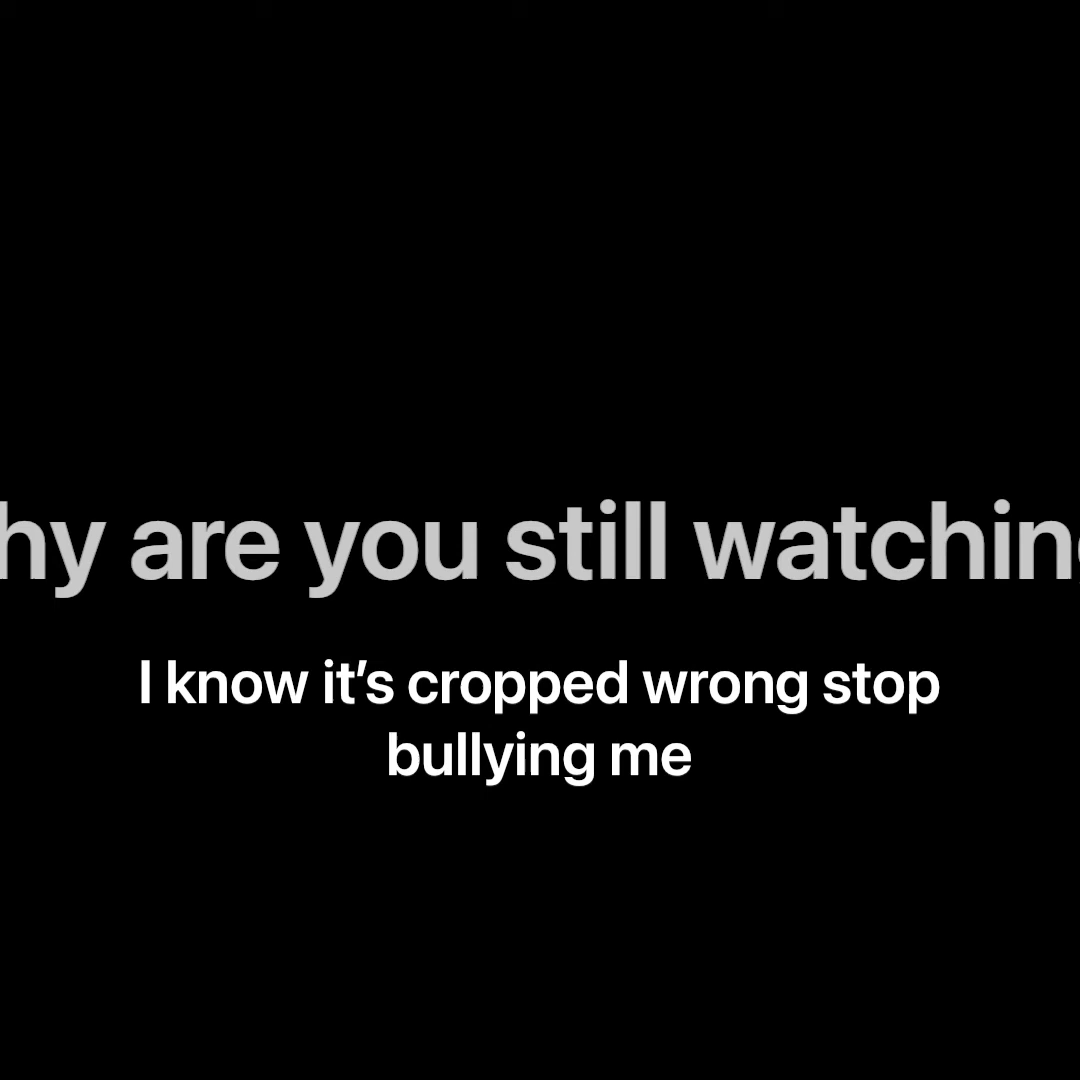 hy are you still watchin
I know it's cropped wrong stop
bullying me